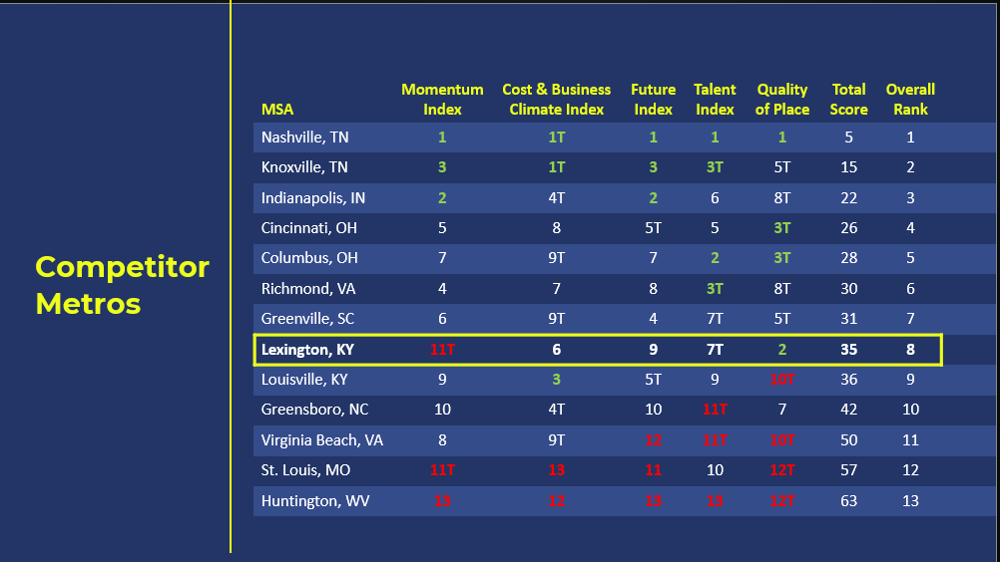 Competitor
Metros
MSA Momentum Index Cost & Business Climate Index Future Index Talent Index Quality of Place Total Score Overall Rank
Nashville, TN 1 1T 1 1 1 5 1
Knoxville, TN 3 1T 3 3T 5T 15 2
Indianapolis, IN 2 4T 2 6 8T 22 3
Cincinnati, OH 5 8 5T 5 3T 26 4
Columbus, OH 7 9T 7 2 3T 28 5
Richmond, VA 4 7 8 3T 8T 30 6
Greenville, SC 6 9T 4 7T 5T 31 7
Lexington, KY 11T 6 9 7T 2 35 8
Louisville, KY 9 3 5T 9 10T 36 9
Greensboro, NC 10 4T 10 11T 7 42 10
Virginia Beach, VA 8 9T 12 11T 10T 50 11
St. Louis, MO 11T 13 11 10 12T 57 12
Huntington, WV 13 12 13 13 12T 63 13